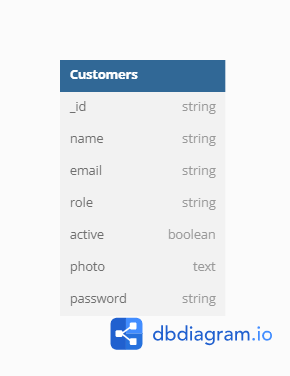 Customers
_id string
name string
email string
role string
active boolean
photo text
password string
dbdiagram.io